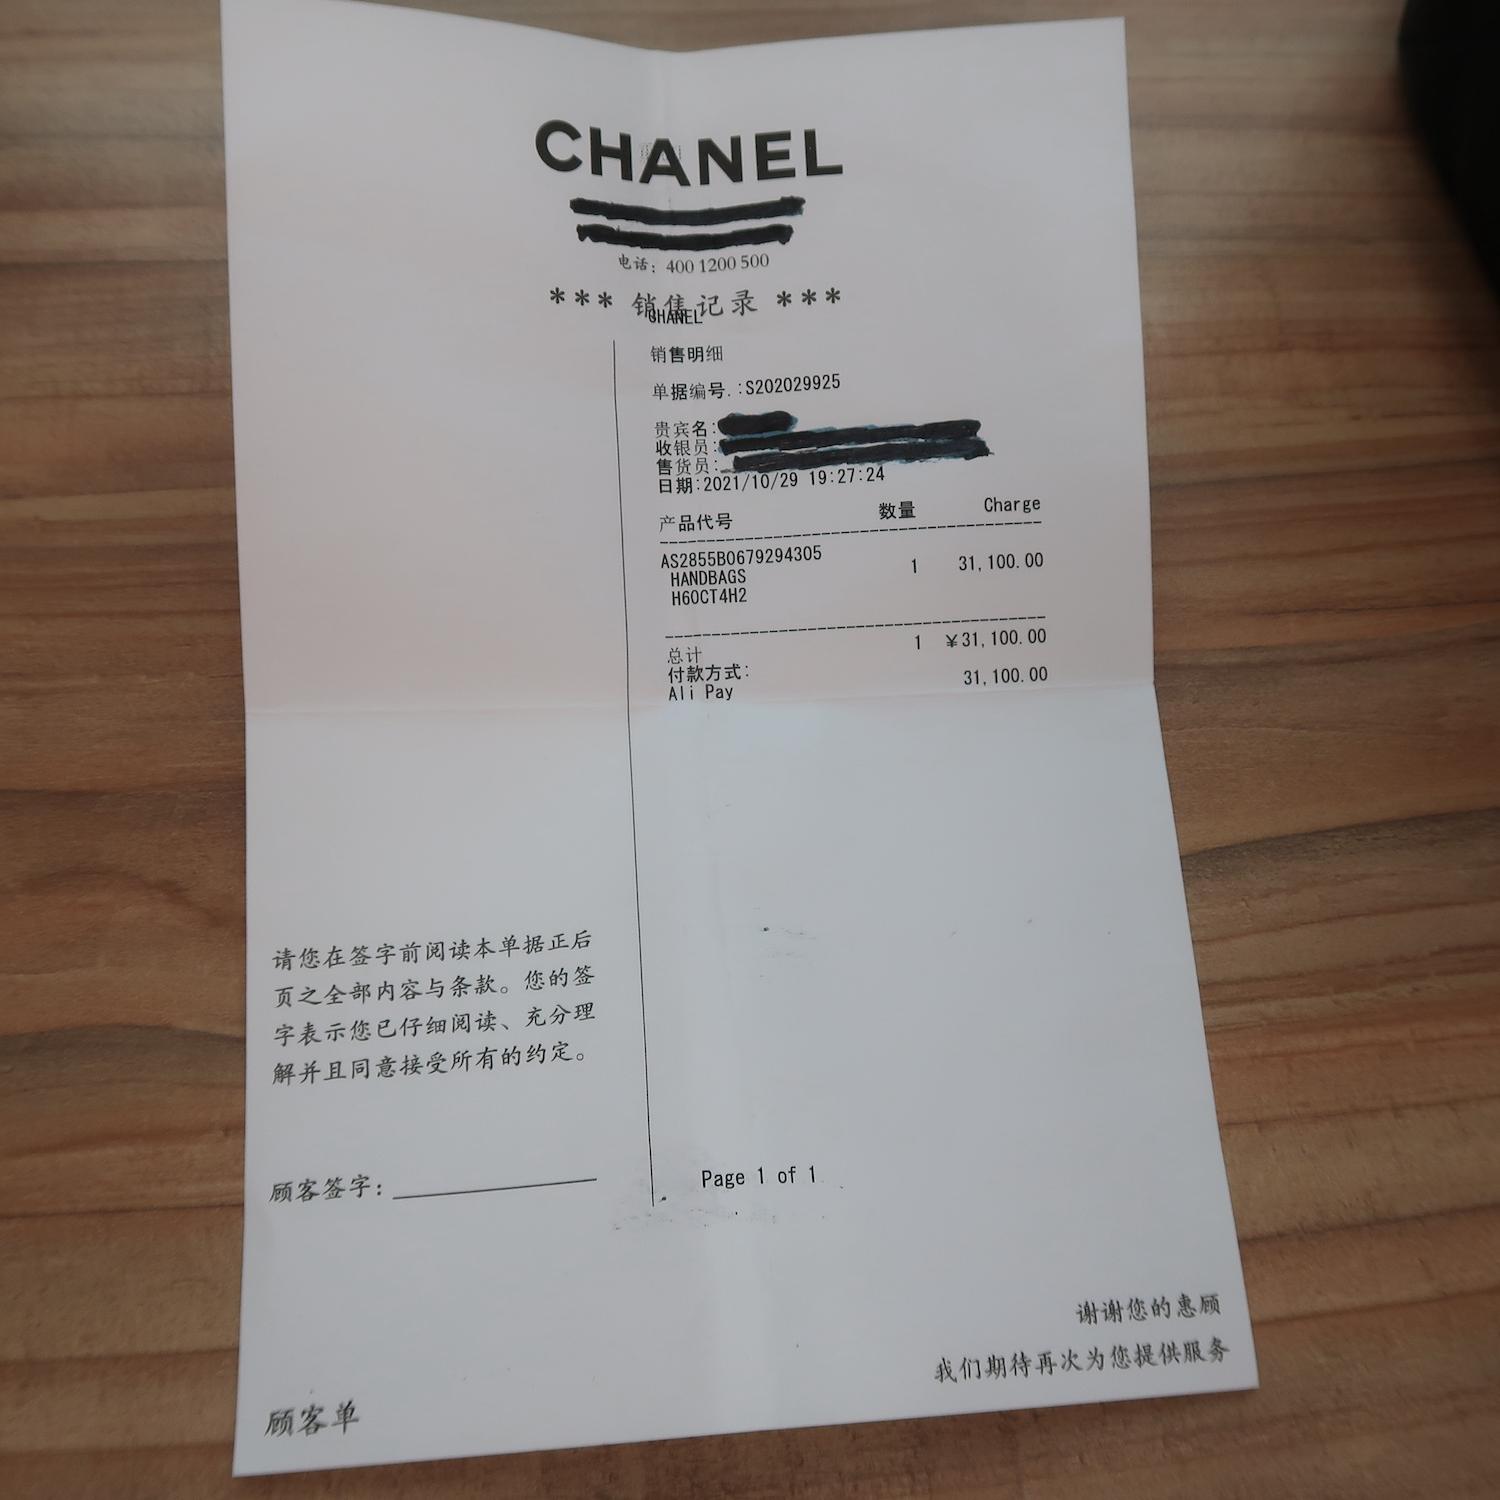 CHANEL
电话：400 1200 500
*** 销售记录 ***
CHANEL
销售明细
单据编号.:S202029925
贵宾名:
收银员:
售货员:
日期:2021/10/29 19:27:24
产品代号 数量 Charge
AS2855B0679294305
HANDBAGS 1 31,100.00
H60CT4H2
总计 1 ¥31,100.00
付款方式:
Ali Pay 31,100.00
请您在签字前阅读本单据正后
页之全部内容与条款。您的签
字表示您已仔细阅读、充分理
解并且同意接受所有的约定。
顾客签字：
Page 1 of 1
谢谢您的惠顾
我们期待再次为您提供服务
顾客单